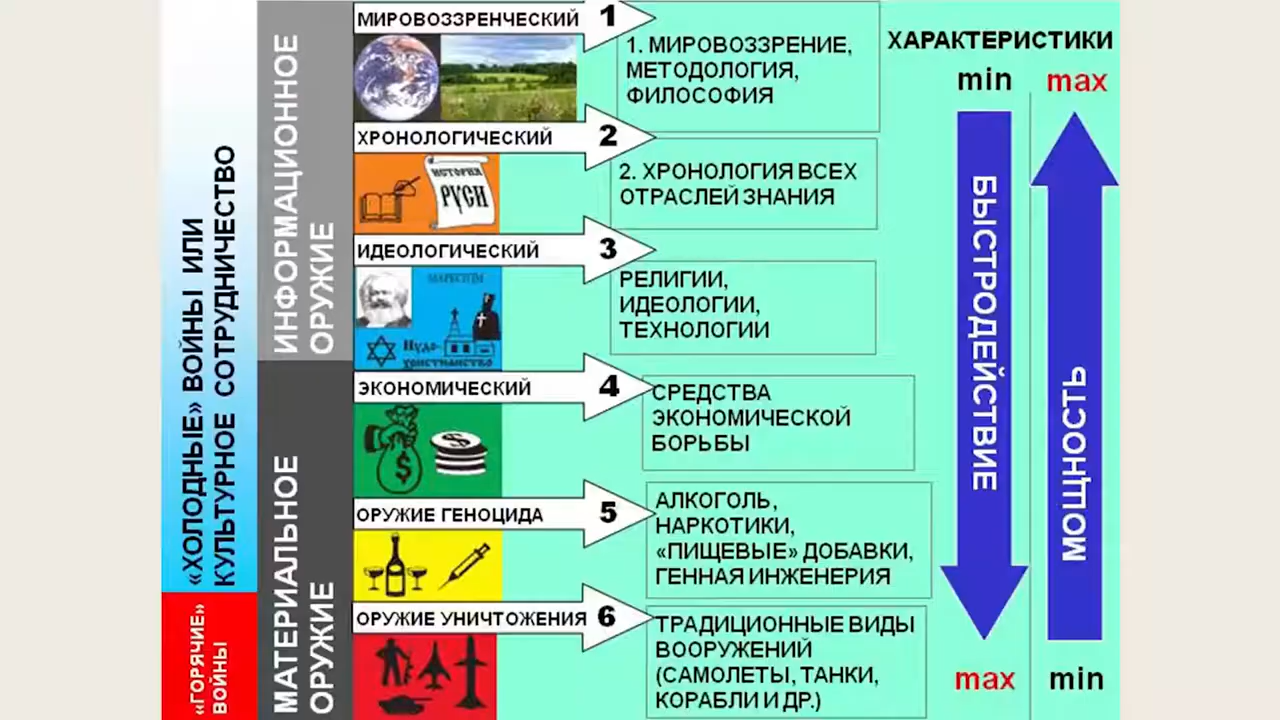 «ХОЛОДНЫЕ» ВОЙНЫ ИЛИ
КУЛЬТУРНОЕ СОТРУДНИЧЕСТВО
«ГОРЯЧИЕ»
ВОЙНЫ
ИНФОРМАЦИОННОЕ
ОРУЖИЕ
МАТЕРИАЛЬНОЕ
ОРУЖИЕ
МИРОВОЗЗРЕНЧЕСКИЙ 1
1. МИРОВОЗЗРЕНИЕ,
МЕТОДОЛОГИЯ,
ФИЛОСОФИЯ
ХРОНОЛОГИЧЕСКИЙ 2
ИСТОРИЯ
РУСИ
2. ХРОНОЛОГИЯ ВСЕХ
ОТРАСЛЕЙ ЗНАНИЯ
ИДЕОЛОГИЧЕСКИЙ 3
МАРКСИЗМ
Иудо-
христианство
РЕЛИГИИ,
ИДЕОЛОГИИ,
ТЕХНОЛОГИИ
ЭКОНОМИЧЕСКИЙ 4
$
$
СРЕДСТВА
ЭКОНОМИЧЕСКОЙ
БОРЬБЫ
ОРУЖИЕ ГЕНОЦИДА 5
АЛКОГОЛЬ,
НАРКОТИКИ,
«ПИЩЕВЫЕ» ДОБАВКИ,
ГЕННАЯ ИНЖЕНЕРИЯ
ОРУЖИЕ УНИЧТОЖЕНИЯ 6
ТРАДИЦИОННЫЕ ВИДЫ
ВООРУЖЕНИЙ
(САМОЛЕТЫ, ТАНКИ,
КОРАБЛИ И ДР.)
ХАРАКТЕРИСТИКИ
min max
БЫСТРОДЕЙСТВИЕ
МОЩНОСТЬ
max min